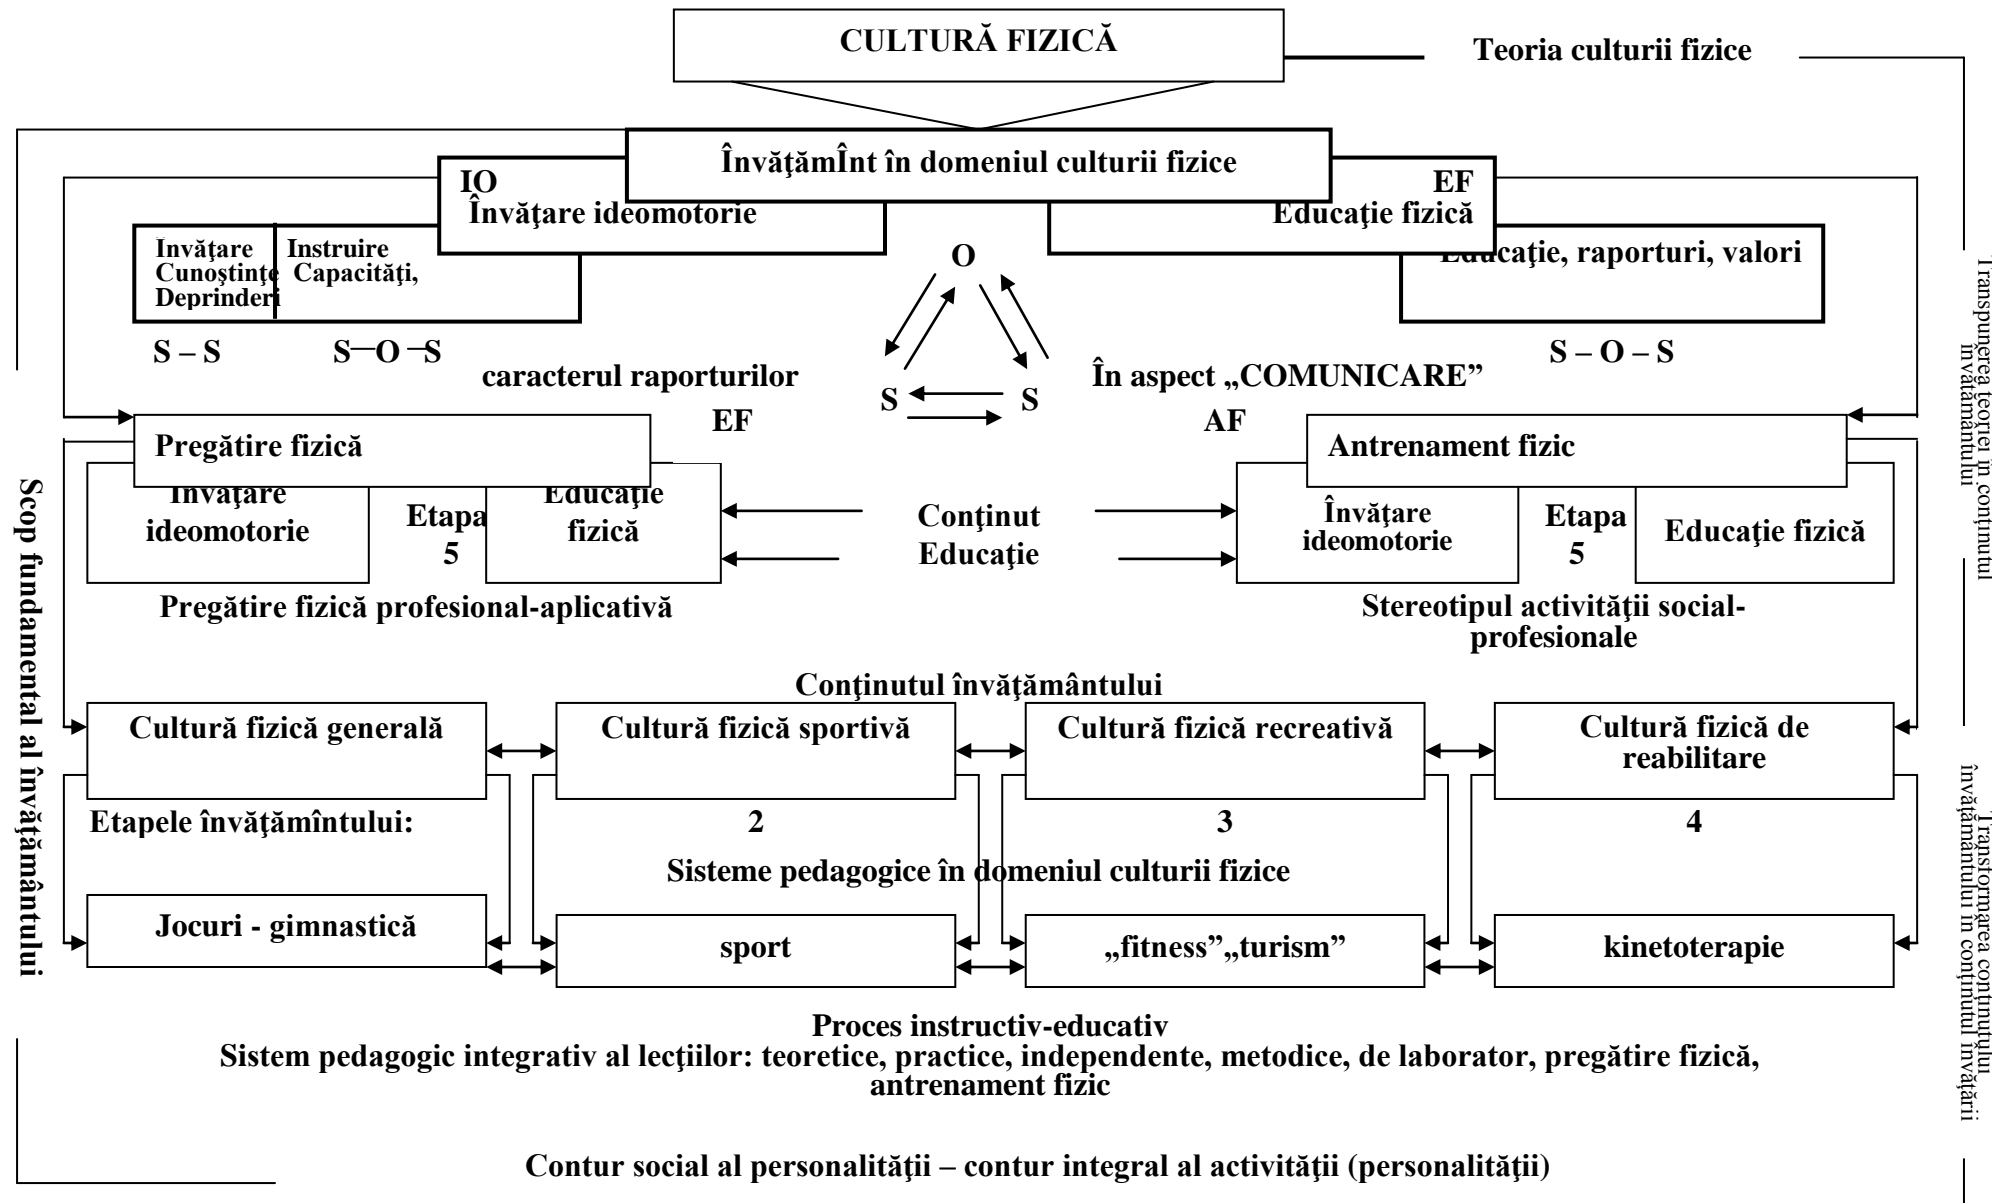 CULTURĂ FIZICĂ
Teoria culturii fizice
ÎnvăţămÎnt în domeniul culturii fizice
IO
Învăţare ideomotorie
EF
Educaţie fizică
Învăţare
Cunoştinţe
Deprinderi
Instruire
Capacităţi,
Educaţie, raporturi, valori
O
S – S
S—O –S
S – O – S
caracterul raporturilor
În aspect „COMUNICARE”
S
S
EF
AF
Pregătire fizică
Antrenament fizic
Învăţare
ideomotorie
Etapa
5
Educaţie
fizică
Conţinut
Educaţie
Învăţare
ideomotorie
Etapa
5
Educaţie fizică
Pregătire fizică profesional-aplicativă
Stereotipul activităţii social-
profesionale
Conţinutul învăţământului
Cultură fizică generală
Cultură fizică sportivă
Cultură fizică recreativă
Cultură fizică de
reabilitare
Etapele învăţămîntului:
2
3
4
Sisteme pedagogice în domeniul culturii fizice
Jocuri - gimnastică
sport
„fitness”„turism”
kinetoterapie
Proces instructiv-educativ
Sistem pedagogic integrativ al lecţiilor: teoretice, practice, independente, metodice, de laborator, pregătire fizică,
antrenament fizic
Contur social al personalităţii – contur integral al activităţii (personalităţii)
Scop fundamental al învăţământului
Transpunerea teoriei în conţinutul
învăţământului
Transformarea conţinutului
învăţământului în conţinutul învăţării